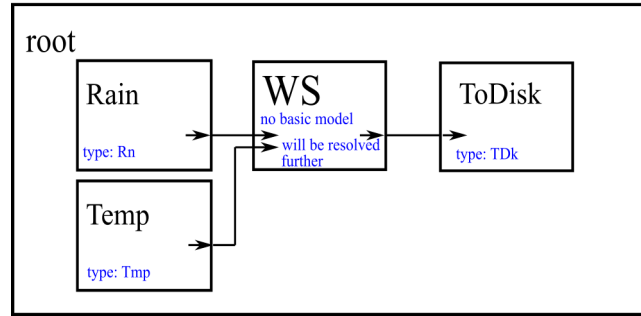 root
Rain
type: Rn
WS
no basic model
will be resolved
further
ToDisk
type: TDk
Temp
type: Tmp